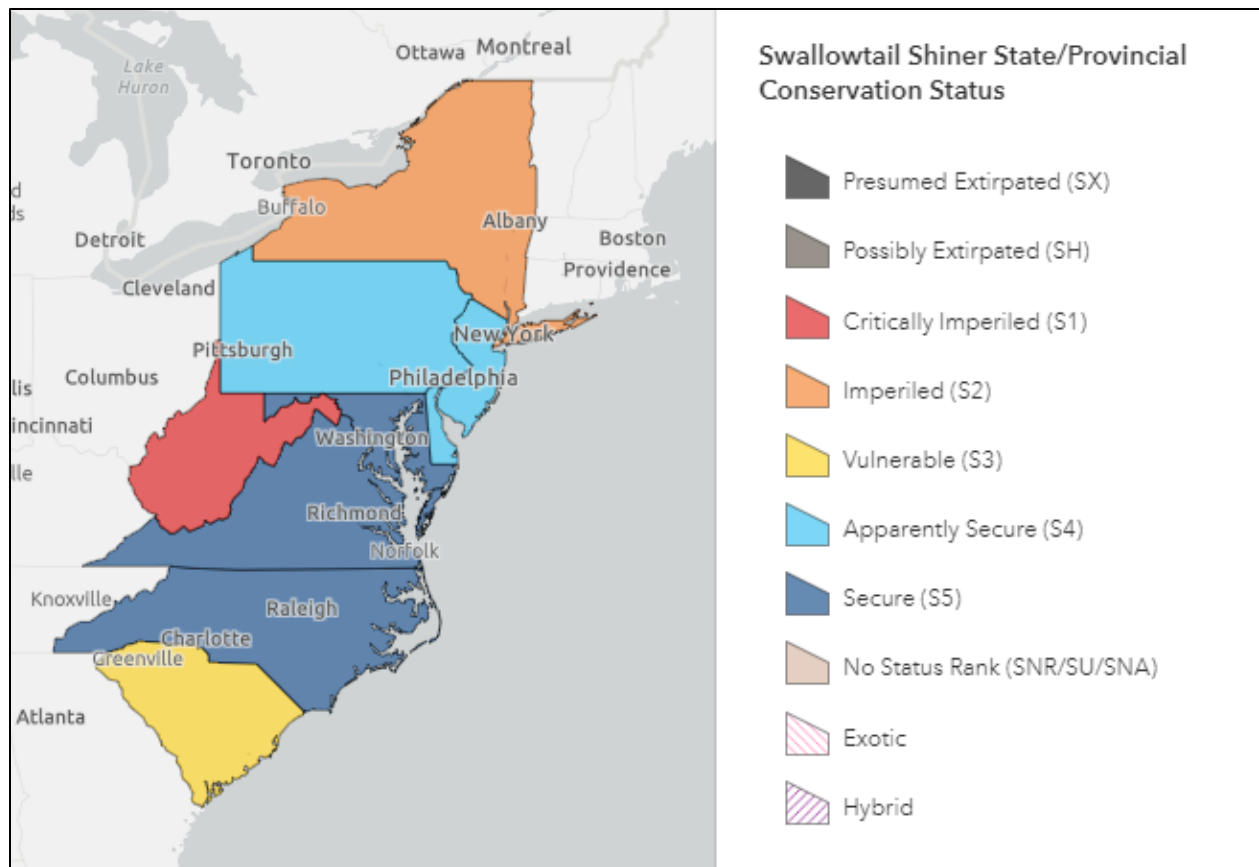 Ottawa
Montreal
Lake
Huron
Toronto
Buffalo
Albany
Detroit
Boston
Providence
Cleveland
New York
Pittsburgh
Columbus
Philadelphia
incinnati
Washington
Richmond
Norfolk
Knoxville
Raleigh
Charlotte
Greenville
Atlanta
Swallowtail Shiner State/Provincial
Conservation Status
Presumed Extirpated (SX)
Possibly Extirpated (SH)
Critically Imperiled (S1)
Imperiled (S2)
Vulnerable (S3)
Apparently Secure (S4)
Secure (S5)
No Status Rank (SNR/SU/SNA)
Exotic
Hybrid